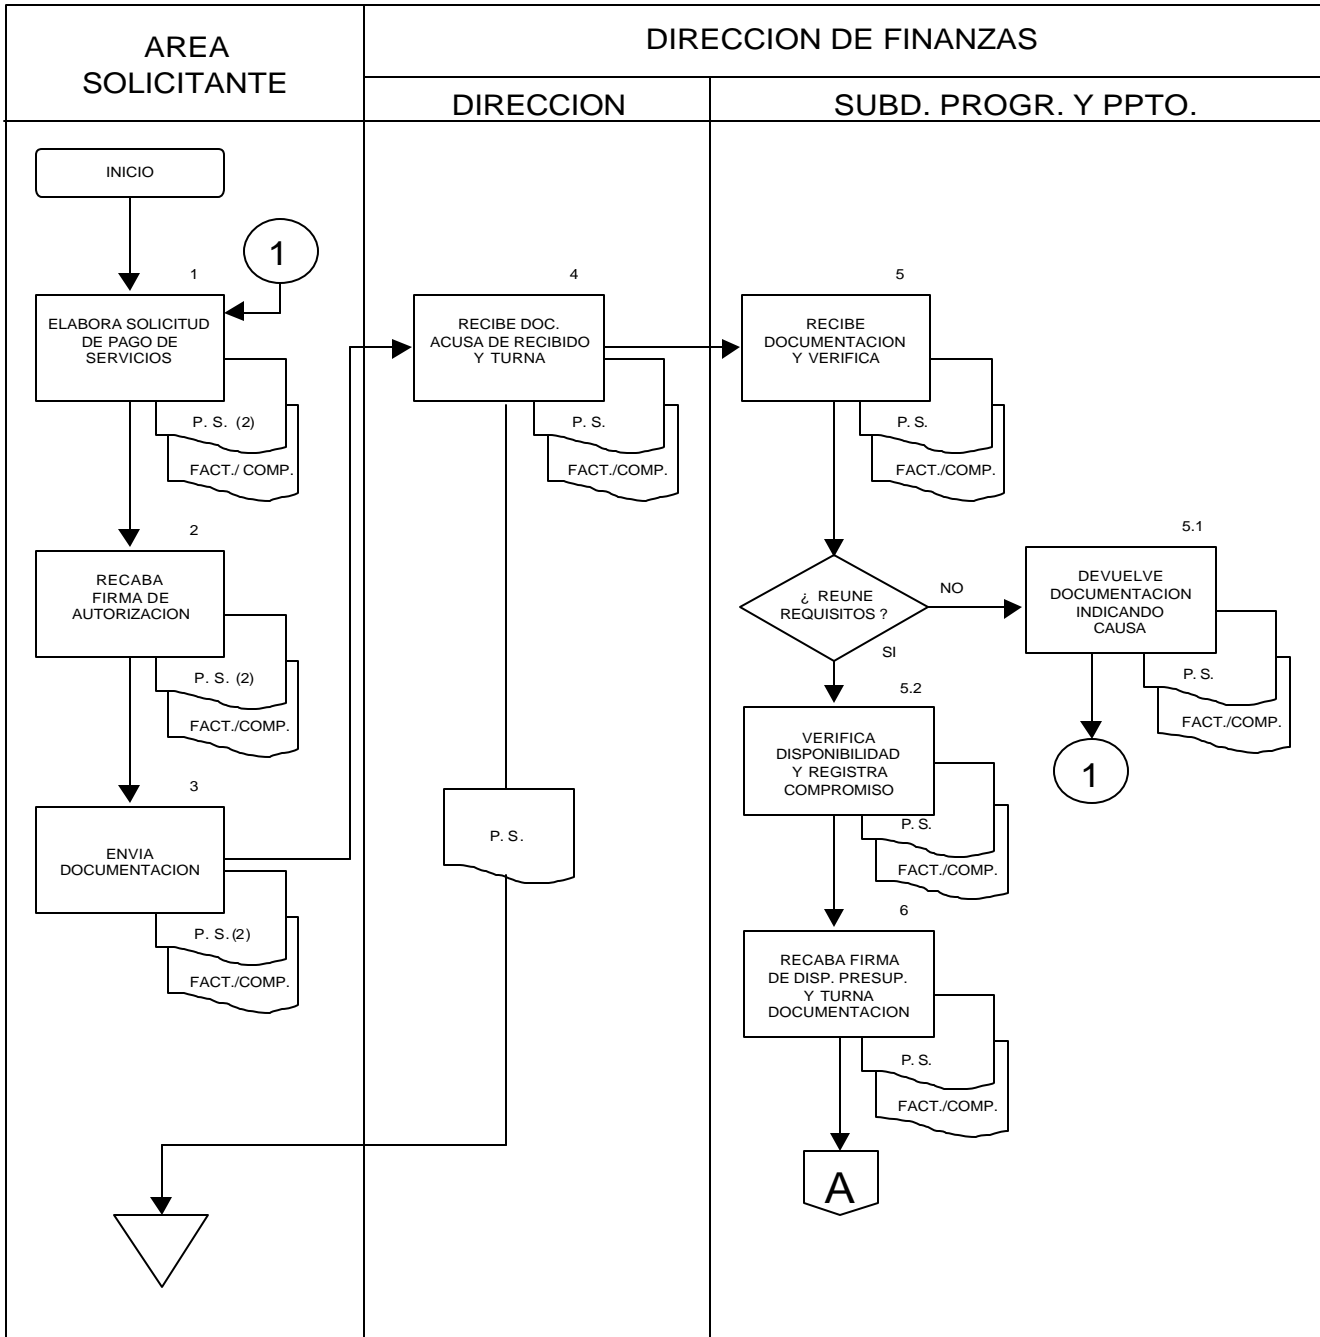 AREA
SOLICITANTE
DIRECCION DE FINANZAS
DIRECCION
SUBD. PROGR. Y PPTO.
INICIO
1
1
ELABORA SOLICITUD
DE PAGO DE
SERVICIOS
P. S. (2)
FACT./ COMP.
2
RECABA
FIRMA DE
AUTORIZACION
P. S. (2)
FACT./COMP.
3
ENVIA
DOCUMENTACION
P. S. (2)
FACT./COMP.
4
RECIBE DOC.
ACUSA DE RECIBIDO
Y TURNA
P. S.
FACT./COMP.
P. S.
5
RECIBE
DOCUMENTACION
Y VERIFICA
P. S.
FACT./COMP.
¿ REUNE
REQUISITOS ?
NO
SI
5.1
DEVUELVE
DOCUMENTACION
INDICANDO
CAUSA
P. S.
FACT./COMP.
1
5.2
VERIFICA
DISPONIBILIDAD
Y REGISTRA
COMPROMISO
P. S.
FACT./COMP.
6
RECABA FIRMA
DE DISP. PRESUP.
Y TURNA
DOCUMENTACION
P. S.
FACT./COMP.
A